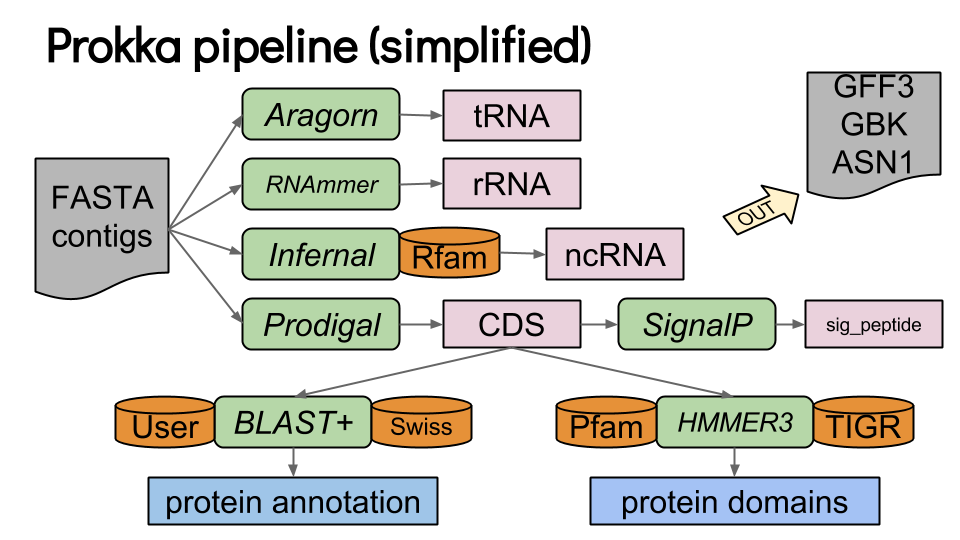 Prokka pipeline (simplified)
GFF3
GBK
ASN1
OUT
FASTA
contigs
Aragorn
tRNA
RNAmmer
rRNA
Infernal
Rfam
ncRNA
Prodigal
CDS
SignalP
sig_peptide
User
BLAST+
Swiss
Pfam
HMMER3
TIGR
protein annotation
protein domains